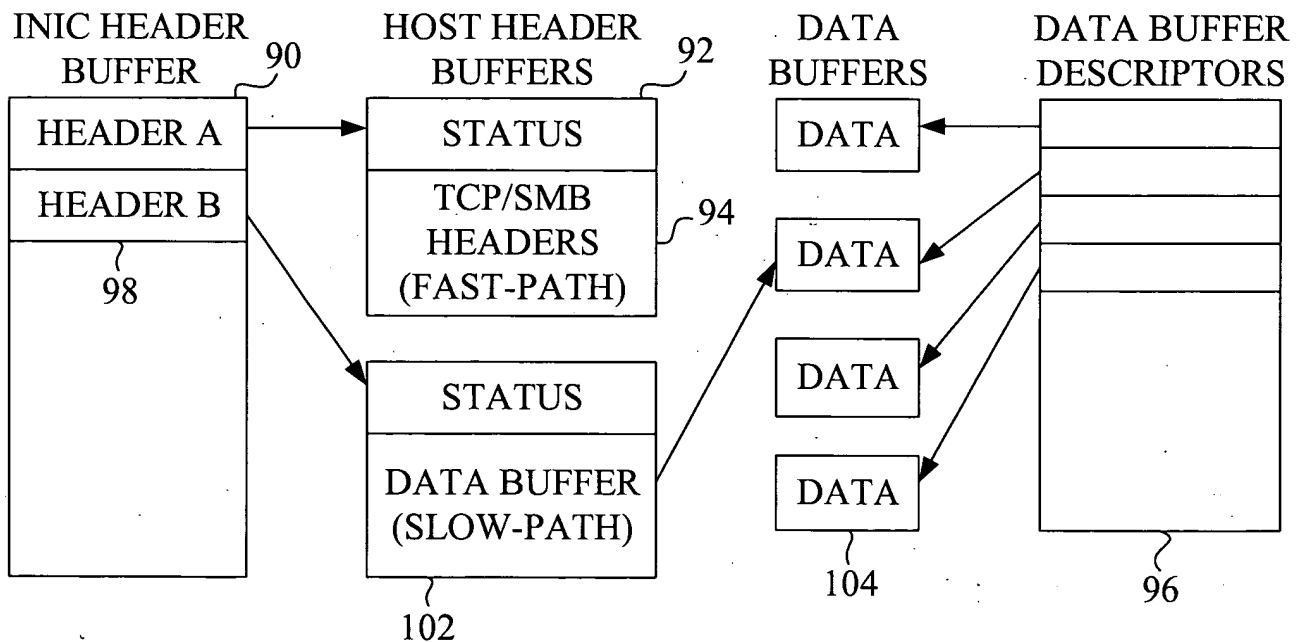 INIC HEADER
BUFFER
90
HOST HEADER
BUFFERS
92
DATA
BUFFERS
DATA BUFFER
DESCRIPTORS
HEADER A
HEADER B
98
STATUS
TCP/SMB
HEADERS
(FAST-PATH)
94
STATUS
DATA BUFFER
(SLOW-PATH)
102
DATA
DATA
DATA
DATA
104
96